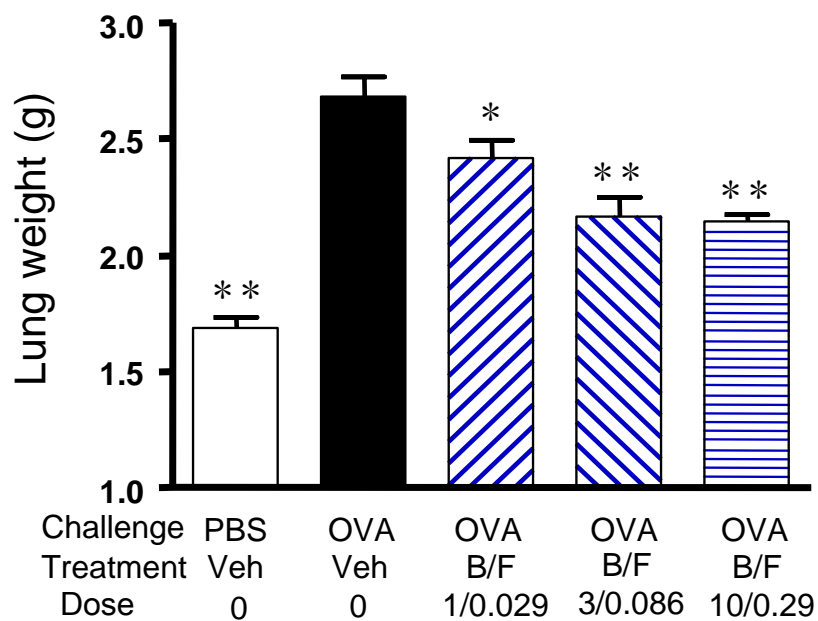 3.0
2.5
2.0
1.5
1.0
Lung weight (g)
**
*
**
**
Challenge PBS OVA OVA OVA OVA
Treatment Veh Veh B/F B/F B/F
Dose 0 0 1/0.029 3/0.086 10/0.29